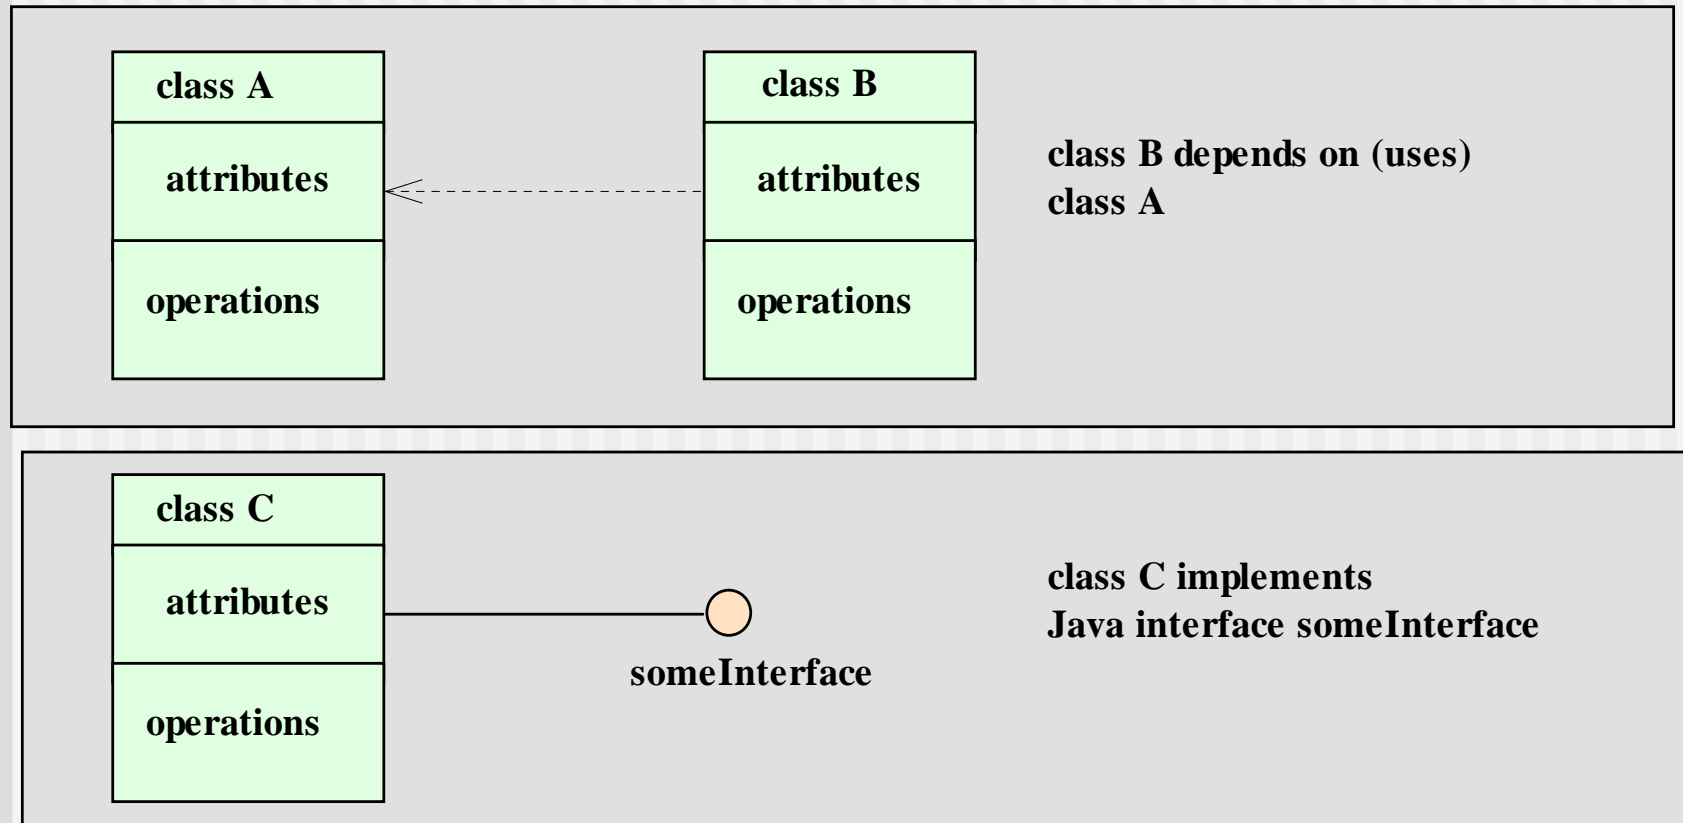 class A
attributes
operations
class B
attributes
operations
class B depends on (uses)
class A
class C
attributes
operations
someInterface
class C implements
Java interface someInterface